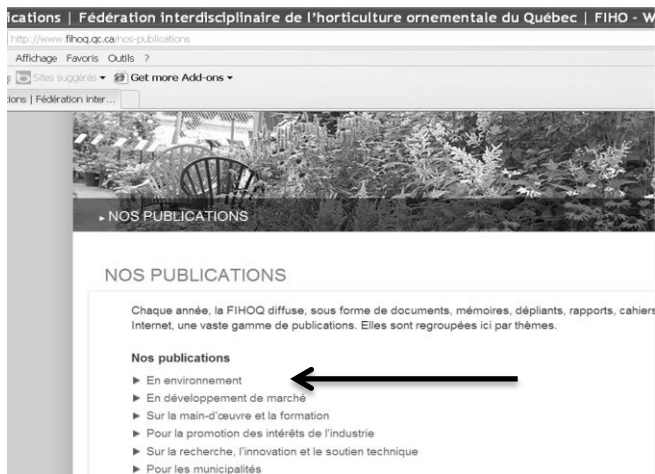 ications | Fédération interdisciplinaire de l'horticulture ornementale du Québec | FIHO - W
http://www.fihoq.qc.ca/nos-publications
Affichage Favoris Outils ?
Sites suggérés ▾ Get more Add-ons ▾
ions | Fédération inter...
▸ NOS PUBLICATIONS
NOS PUBLICATIONS
Chaque année, la FIHOQ diffuse, sous forme de documents, mémoires, dépliants, rapports, cahiers
Internet, une vaste gamme de publications. Elles sont regroupées ici par thèmes.
Nos publications
► En environnement
► En développement de marché
► Sur la main-d'œuvre et la formation
► Pour la promotion des intérêts de l'industrie
► Sur la recherche, l'innovation et le soutien technique
► Pour les municipalités